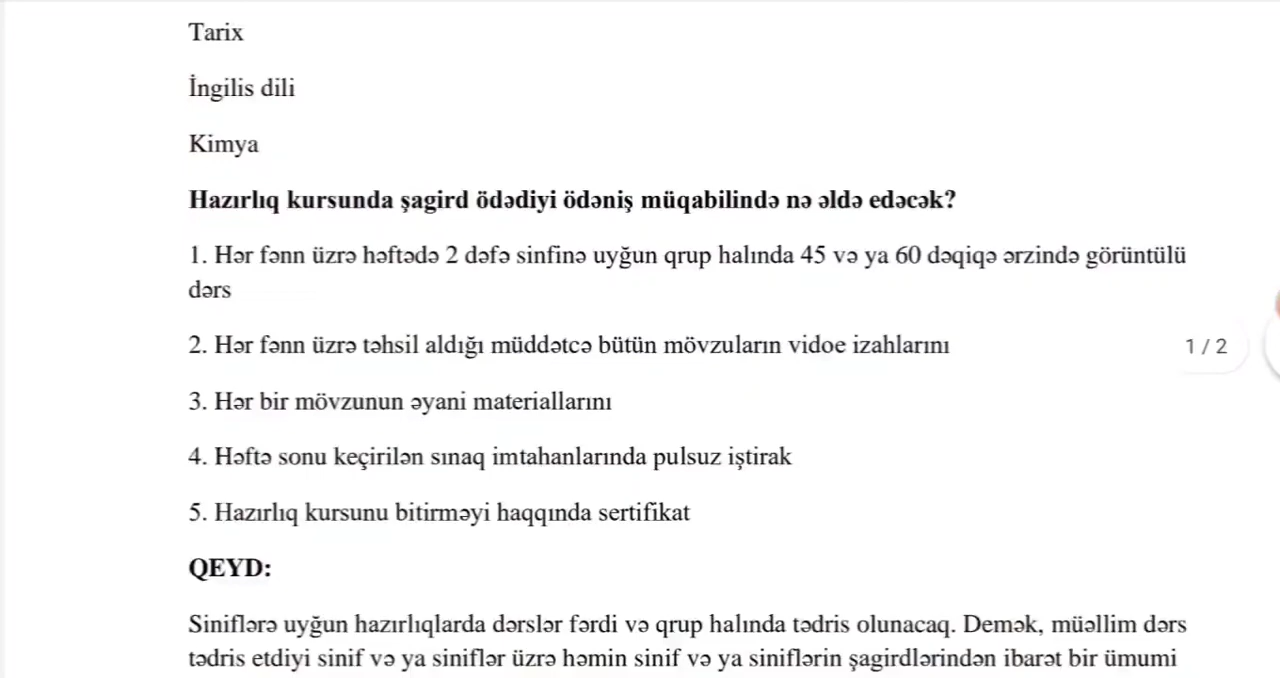 Tarix
İngilis dili
Kimya
Hazırlıq kursunda şagird ödədiyi ödəniş müqabilində nə əldə edəcək?
1. Hər fənn üzrə həftədə 2 dəfə sinfinə uyğun qrup halında 45 və ya 60 dəqiqə ərzində görüntülü
dərs
2. Hər fənn üzrə təhsil aldığı müddətcə bütün mövzuların vidoe izahlarını
1 / 2
3. Hər bir mövzunun əyani materiallarını
4. Həftə sonu keçirilən sınaq imtahanlarında pulsuz iştirak
5. Hazırlıq kursunu bitirməyi haqqında sertifikat
QEYD:
Siniflərə uyğun hazırlıqlarda dərslər fərdi və qrup halında tədris olunacaq. Demək, müəllim dərs
tədris etdiyi sinif və ya siniflər üzrə həmin sinif və ya siniflərin şagirdlərindən ibarət bir ümumi